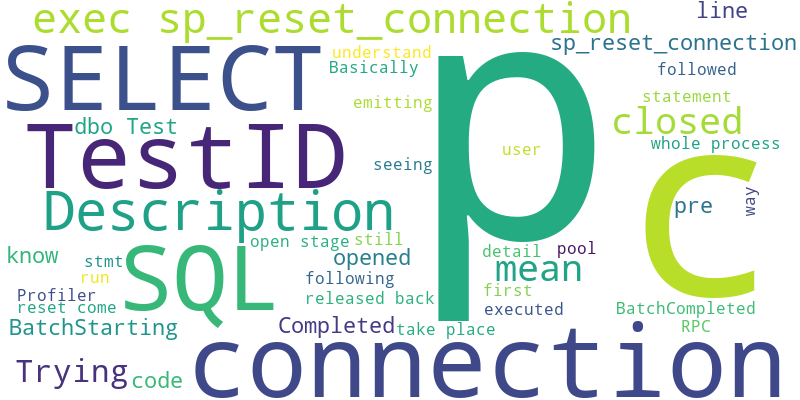 exec sp_reset_connection
line
SELECT
understand
sp_reset_connection
Basically
followed
p
emitting
statement
dbo Test
closed
TestID
user
whole process
seeing
c
Description
pre
way
open stage
still
opened
detail
pool
know
stmt
mean
SQL
run
following
first
Profiler
released back
reset come
executed
BatchCompleted
BatchStarting
Completed
take place
RPC
connection
Trying
code